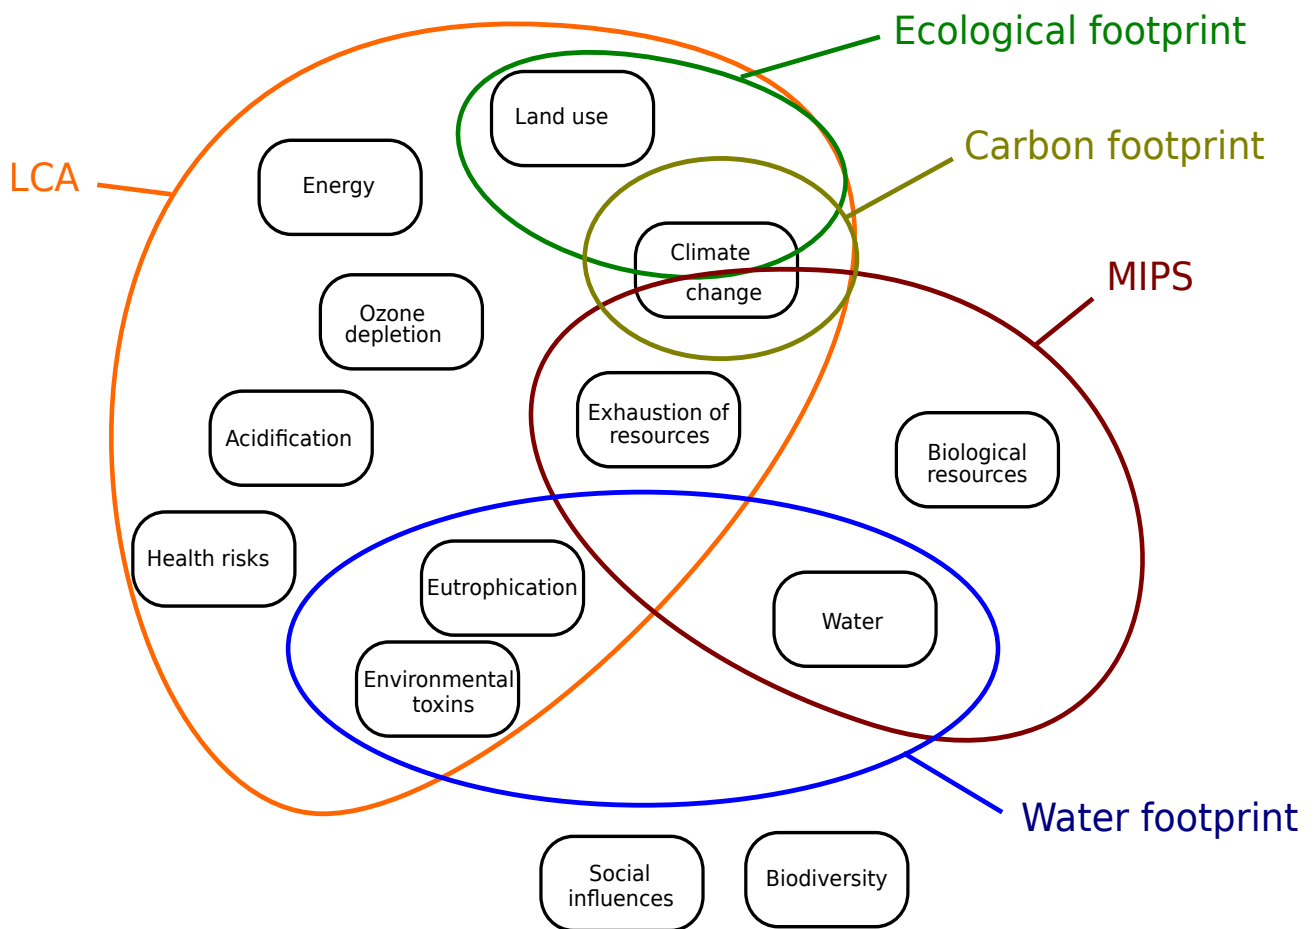 Ecological footprint
Land use
Carbon footprint
LCA
Energy
Climate
change
MIPS
Ozone
depletion
Exhaustion of
resources
Acidification
Biological
resources
Health risks
Eutrophication
Water
Environmental
toxins
Water footprint
Social
influences
Biodiversity